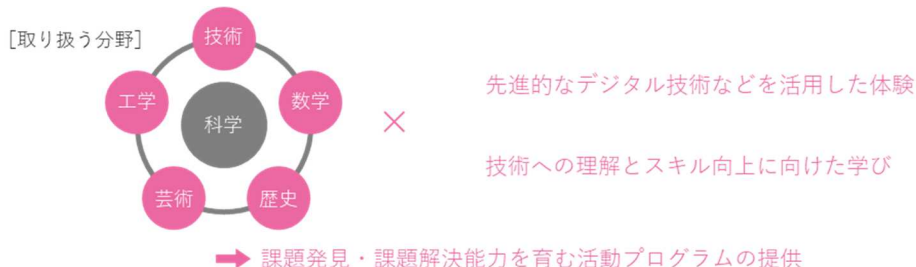 [取り扱う分野]
技術
工学
数学
科学
芸術
歴史
×
先進的なデジタル技術などを活用した体験
技術への理解とスキル向上に向けた学び
➡ 課題発見・課題解決能力を育む活動プログラムの提供